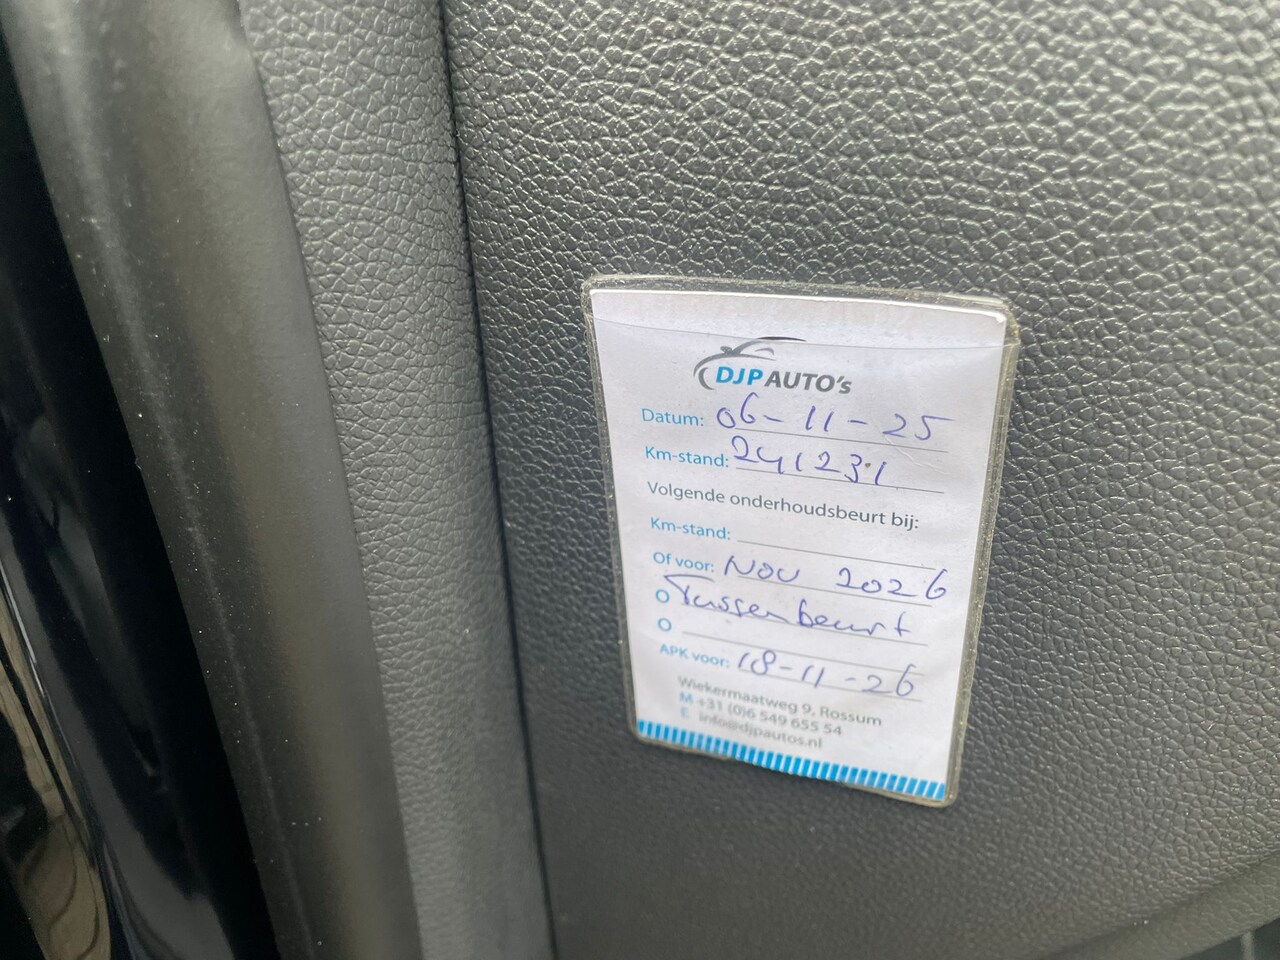 DJP AUTO's
Datum: 06-11-25
Km-stand: 241231
Volgende onderhoudsbeurt bij:
Km-stand:
Of voor: Nov 2026
O Tussenbeurt
O
APK voor: 18-11-26
Wiekermaatweg 9, Rossum
M +31 (0)6 549 655 54
E info@djpautos.nl